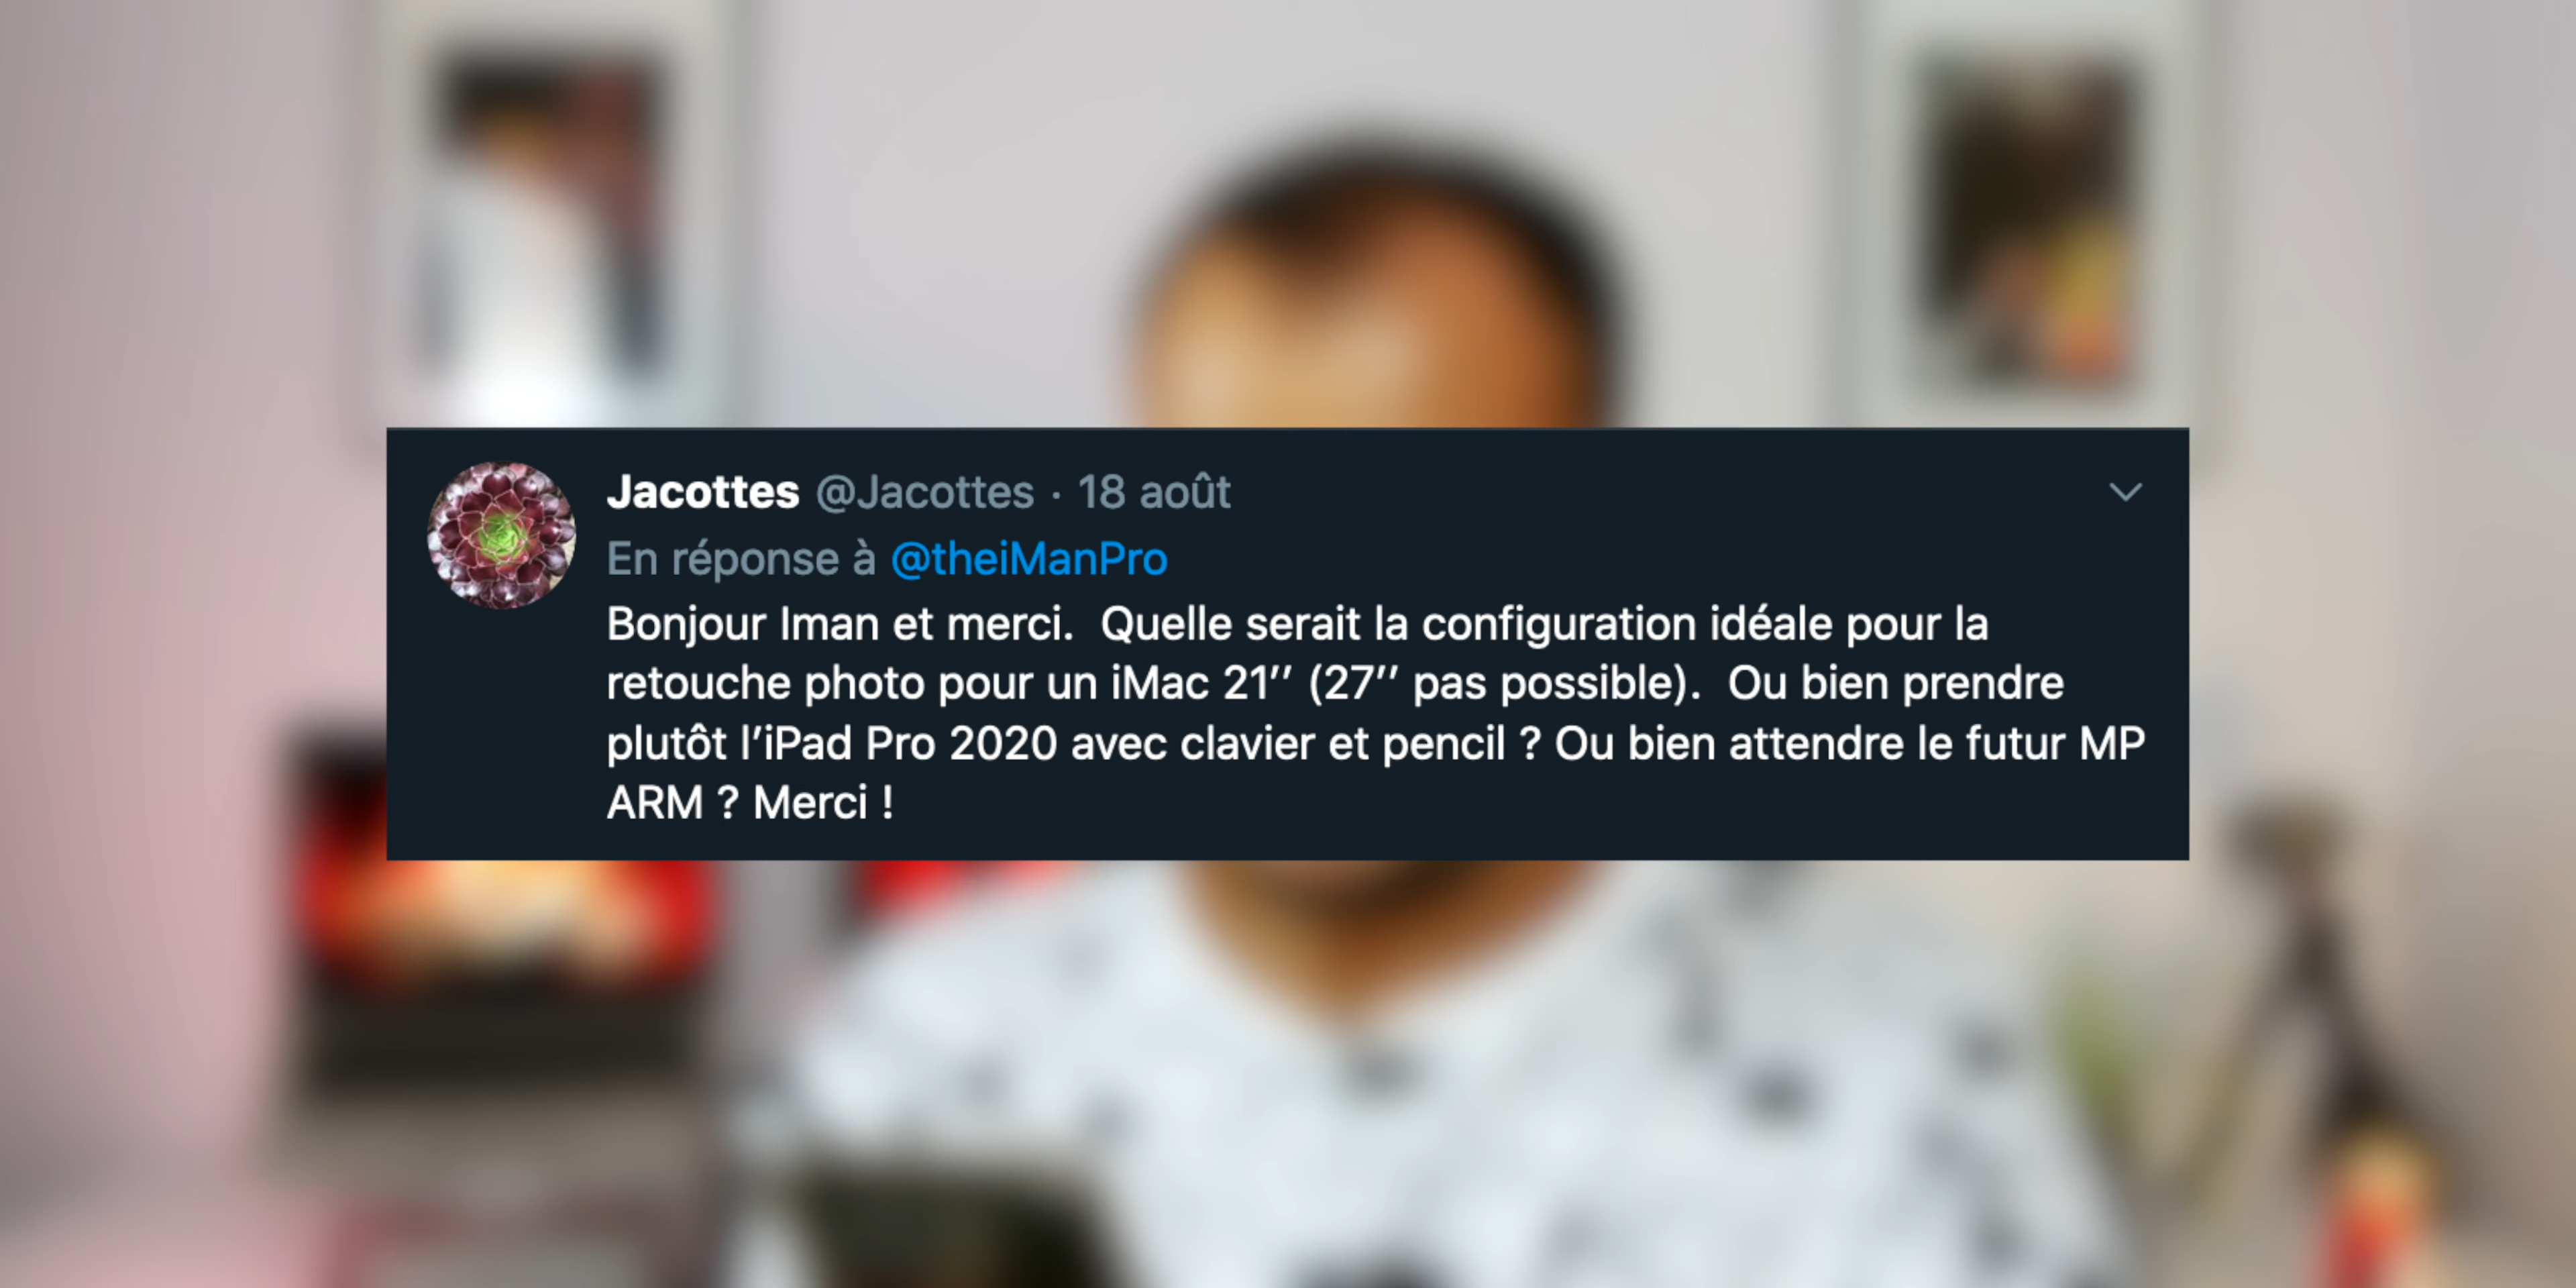 Jacottes @Jacottes · 18 août
En réponse à @theiManPro
Bonjour Iman et merci.  Quelle serait la configuration idéale pour la
retouche photo pour un iMac 21’’ (27’’ pas possible).  Ou bien prendre
plutôt l’iPad Pro 2020 avec clavier et pencil ? Ou bien attendre le futur MP
ARM ? Merci !